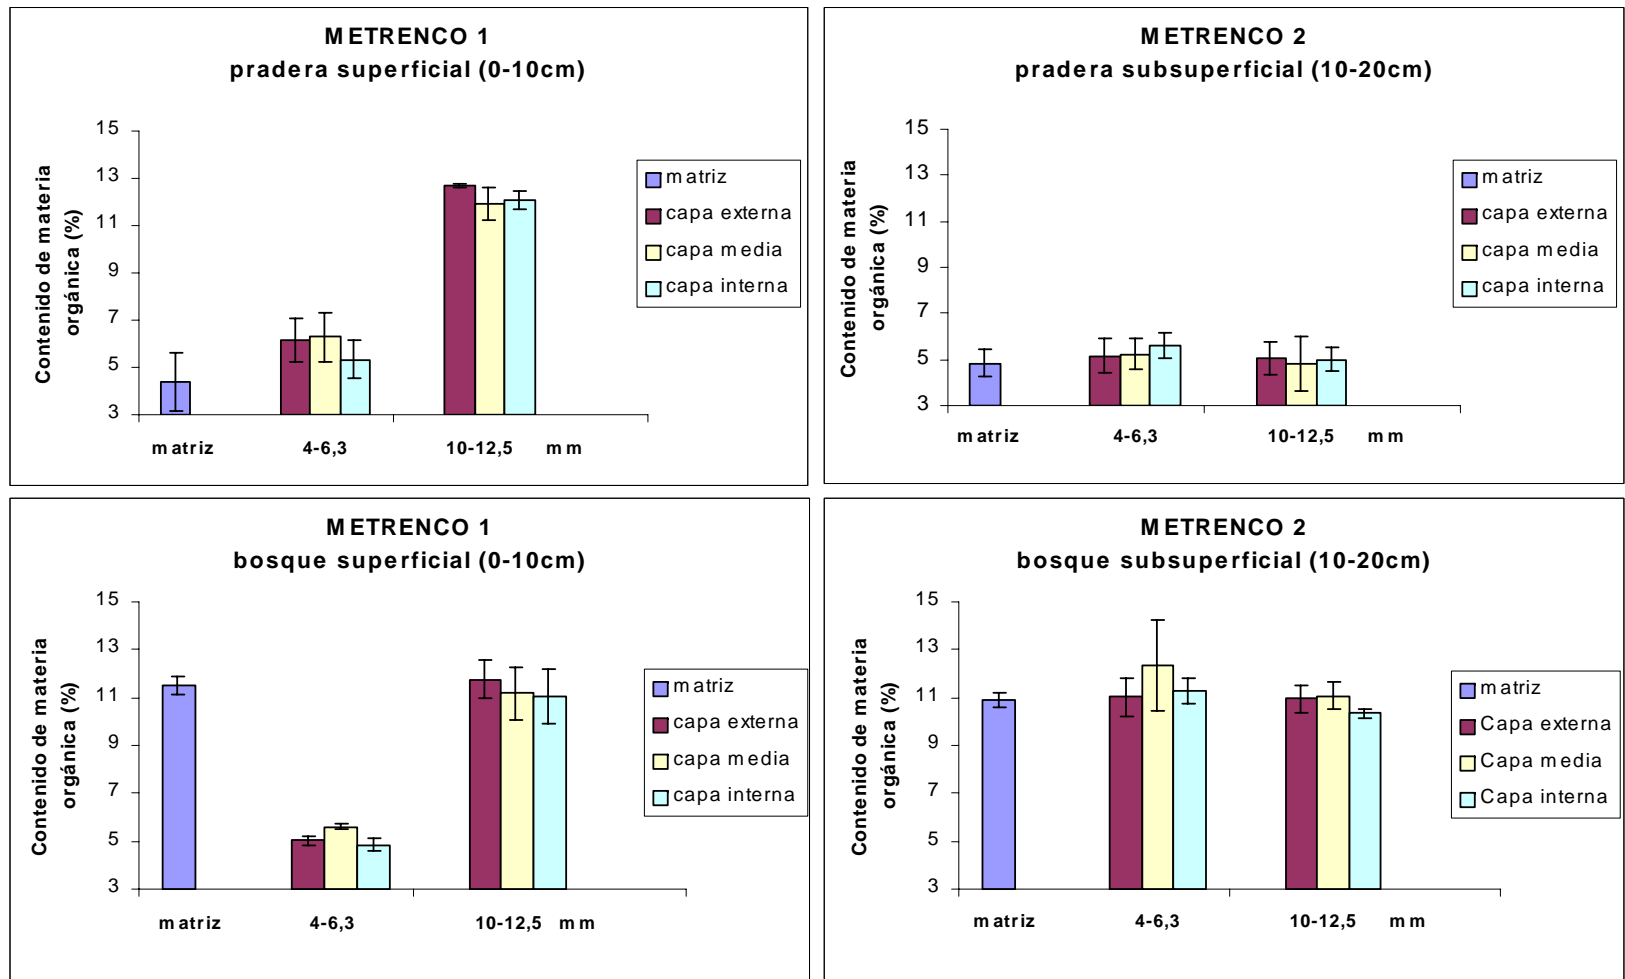 METRENCO 1
pradera superficial (0-10cm)
Contenido de materia
orgánica (%)
15
13
11
9
7
5
3
matriz
4-6,3
10-12,5
mm
matriz
capa externa
capa media
capa interna
METRENCO 2
pradera subsuperficial (10-20cm)
Contenido de materia
orgánica (%)
15
13
11
9
7
5
3
matriz
4-6,3
10-12,5
mm
matriz
capa externa
capa media
capa interna
METRENCO 1
bosque superficial (0-10cm)
Contenido de materia
orgánica (%)
15
13
11
9
7
5
3
matriz
4-6,3
10-12,5
mm
matriz
capa externa
capa media
capa interna
METRENCO 2
bosque subsuperficial (10-20cm)
Contenido de materia
orgánica (%)
15
13
11
9
7
5
3
matriz
4-6,3
10-12,5
mm
matriz
Capa externa
Capa media
Capa interna